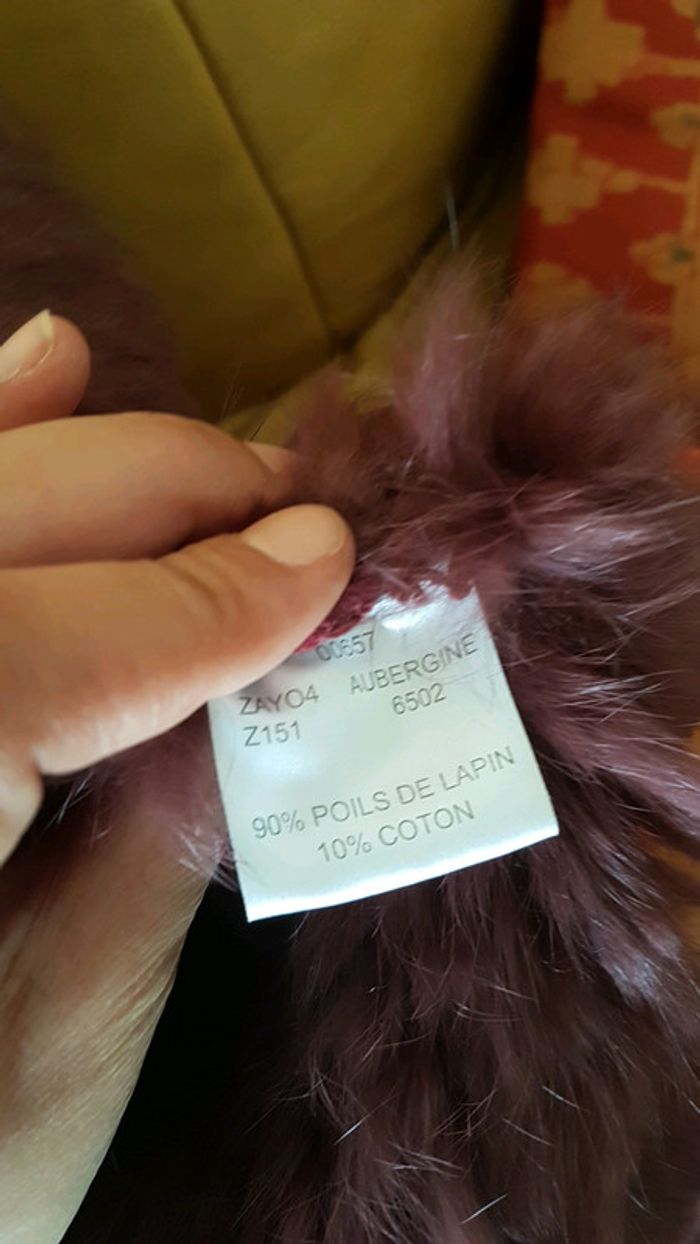 00657
ZAYO4 AUBERGINE
Z151 6502
90% POILS DE LAPIN
10% COTON